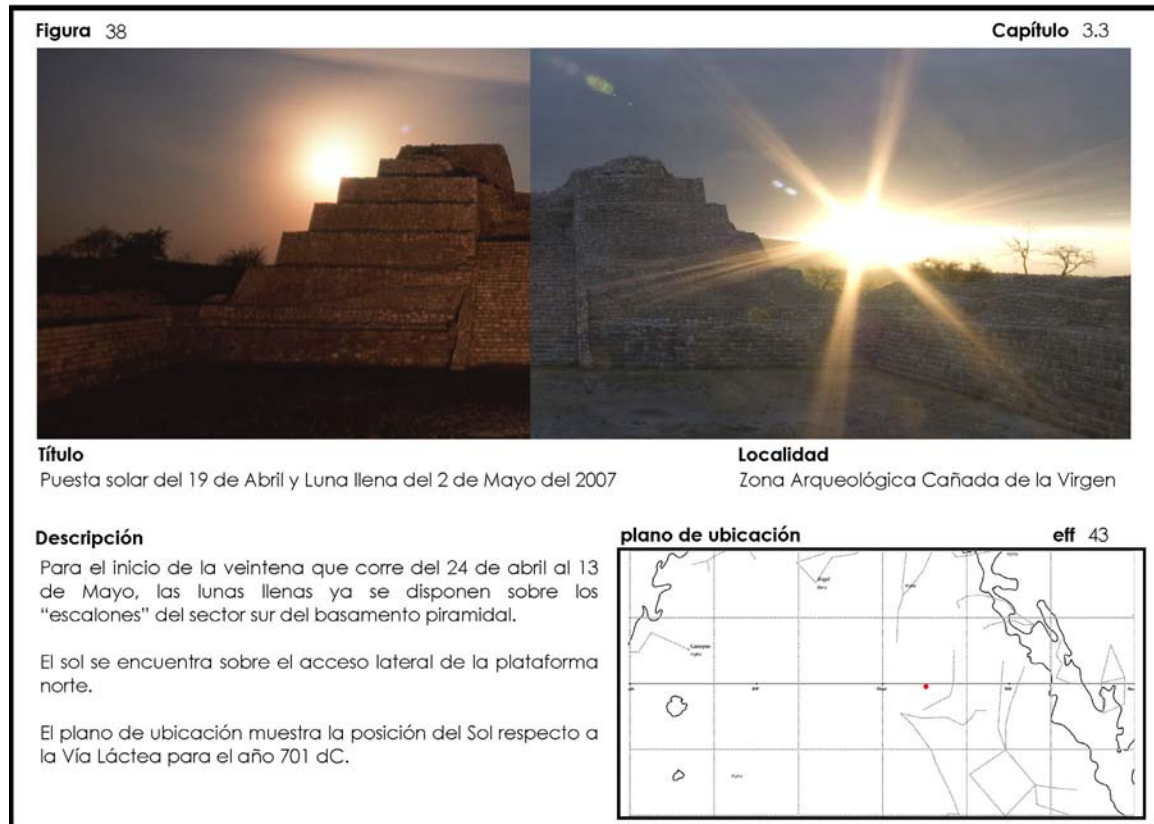 Figura 38
Capítulo 3.3
Título
Puesta solar del 19 de Abril y Luna llena del 2 de Mayo del 2007
Localidad
Zona Arqueológica Cañada de la Virgen
Descripción
Para el inicio de la veintena que corre del 24 de abril al 13
de Mayo, las lunas llenas ya se disponen sobre los
“escalones” del sector sur del basamento piramidal.
El sol se encuentra sobre el acceso lateral de la plataforma
norte.
El plano de ubicación muestra la posición del Sol respecto a
la Vía Láctea para el año 701 dC.
plano de ubicación
eff 43